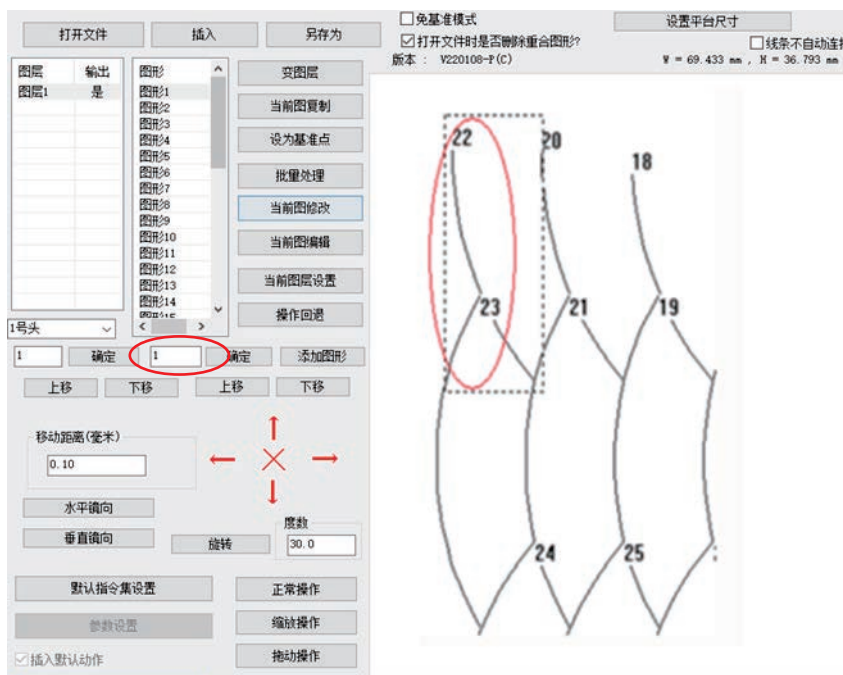 打开文件 插入 另存为
免基准模式 设置平台尺寸
打开文件时是否删除重合图形?
线条不自动连接
版本 : V220108-P(C) W = 69.433 mm , H = 36.793 mm
图层 输出
图层1 是
图形
图形1
图形2
图形3
图形4
图形5
图形6
图形7
图形8
图形9
图形10
图形11
图形12
图形13
图形14
图形15
变图层
当前图复制
设为基准点
批量处理
当前图修改
当前图编辑
当前图层设置
操作回退
1号头
1 确定 1 确定 添加图形
上移 下移 上移 下移
移动距离(毫米)
0.10
水平镜向
垂直镜向
旋转
度数
30.0
默认指令集设置
参数设置
插入默认动作
正常操作
缩放操作
拖动操作
22 20 18
23 21 19
24 25